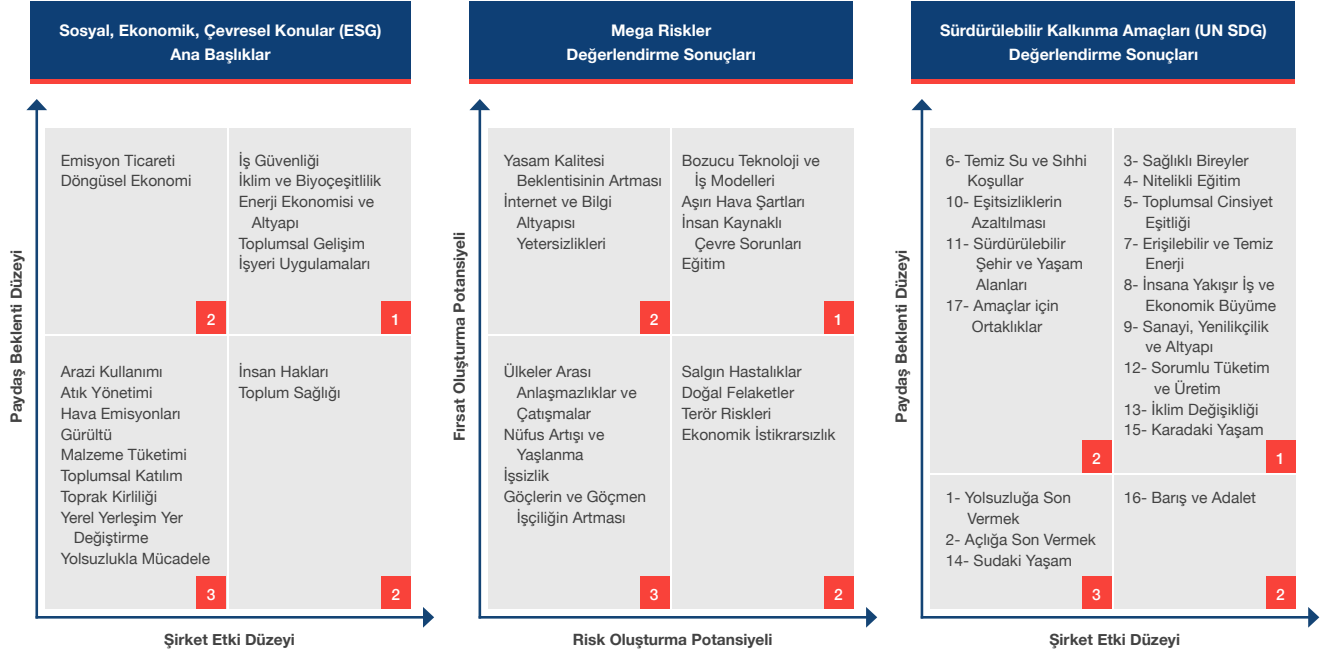 Sosyal, Ekonomik, Çevresel Konular (ESG)
Ana Başlıklar
Paydaş Beklenti Düzeyi
Emisyon Ticareti
Döngüsel Ekonomi
2
İş Güvenliği
İklim ve Biyoçeşitlilik
Enerji Ekonomisi ve
Altyapı
Toplumsal Gelişim
İşyeri Uygulamaları
1
Arazi Kullanımı
Atık Yönetimi
Hava Emisyonları
Gürültü
Malzeme Tüketimi
Toplumsal Katılım
Toprak Kirliliği
Yerel Yerleşim Yer
Değiştirme
Yolsuzlukla Mücadele
3
İnsan Hakları
Toplum Sağlığı
2
Şirket Etki Düzeyi
Mega Riskler
Değerlendirme Sonuçları
Fırsat Oluşturma Potansiyeli
Yasam Kalitesi
Beklentisinin Artması
İnternet ve Bilgi
Altyapısı
Yetersizlikleri
2
Bozucu Teknoloji ve
İş Modelleri
Aşırı Hava Şartları
İnsan Kaynaklı
Çevre Sorunları
Eğitim
1
Ülkeler Arası
Anlaşmazlıklar ve
Çatışmalar
Nüfus Artışı ve
Yaşlanma
İşsizlik
Göçlerin ve Göçmen
İşçiliğin Artması
3
Salgın Hastalıklar
Doğal Felaketler
Terör Riskleri
Ekonomik İstikrarsızlık
2
Risk Oluşturma Potansiyeli
Sürdürülebilir Kalkınma Amaçları (UN SDG)
Değerlendirme Sonuçları
Paydaş Beklenti Düzeyi
6- Temiz Su ve Sıhhi
Koşullar
10- Eşitsizliklerin
Azaltılması
11- Sürdürülebilir
Şehir ve Yaşam
Alanları
17- Amaçlar için
Ortaklıklar
2
3- Sağlıklı Bireyler
4- Nitelikli Eğitim
5- Toplumsal Cinsiyet
Eşitliği
7- Erişilebilir ve Temiz
Enerji
8- İnsana Yakışır İş ve
Ekonomik Büyüme
9- Sanayi, Yenilikçilik
ve Altyapı
12- Sorumlu Tüketim
ve Üretim
13- İklim Değişikliği
15- Karadaki Yaşam
1
1- Yolsuzluğa Son
Vermek
2- Açlığa Son Vermek
14- Sudaki Yaşam
3
16- Barış ve Adalet
2
Şirket Etki Düzeyi